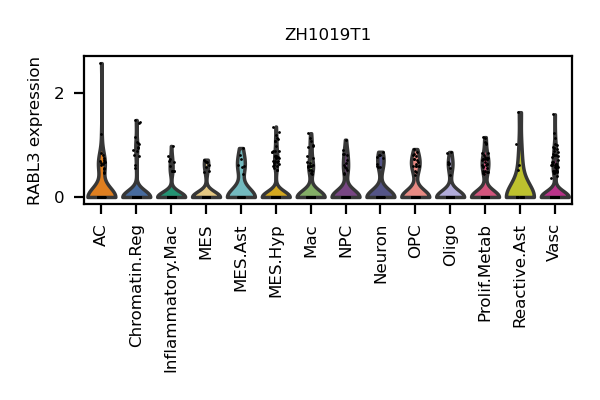 ZH1019T1
RABL3 expression
2
0
AC
Chromatin.Reg
Inflammatory.Mac
MES
MES.Ast
MES.Hyp
Mac
NPC
Neuron
OPC
Oligo
Prolif.Metab
Reactive.Ast
Vasc